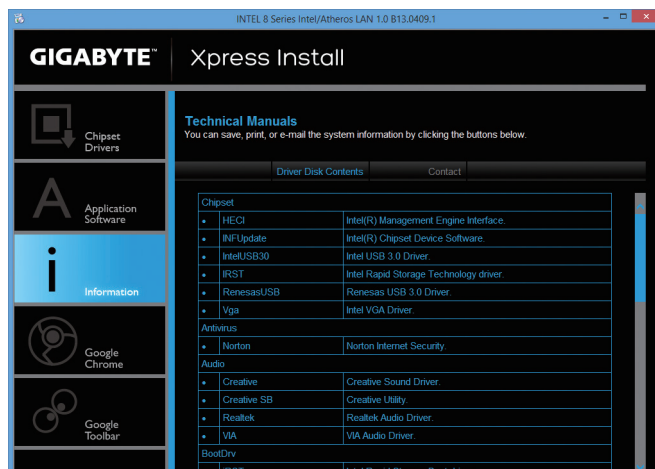 INTEL 8 Series Intel/Atheros LAN 1.0 B13.0409.1
GIGABYTE™
Xpress Install
Chipset
Drivers
Application
Software
Information
Google
Chrome
Google
Toolbar
Technical Manuals
You can save, print, or e-mail the system information by clicking the buttons below.
Driver Disk Contents Contact
Chipset
• HECI Intel(R) Management Engine Interface.
• INFUpdate Intel(R) Chipset Device Software.
• IntelUSB30 Intel USB 3.0 Driver.
• IRST Intel Rapid Storage Technology driver.
• RenesasUSB Renesas USB 3.0 Driver.
• Vga Intel VGA Driver.
Antivirus
• Norton Norton Internet Security.
Audio
• Creative Creative Sound Driver.
• Creative SB Creative Utility.
• Realtek Realtek Audio Driver.
• VIA VIA Audio Driver.
BootDrv